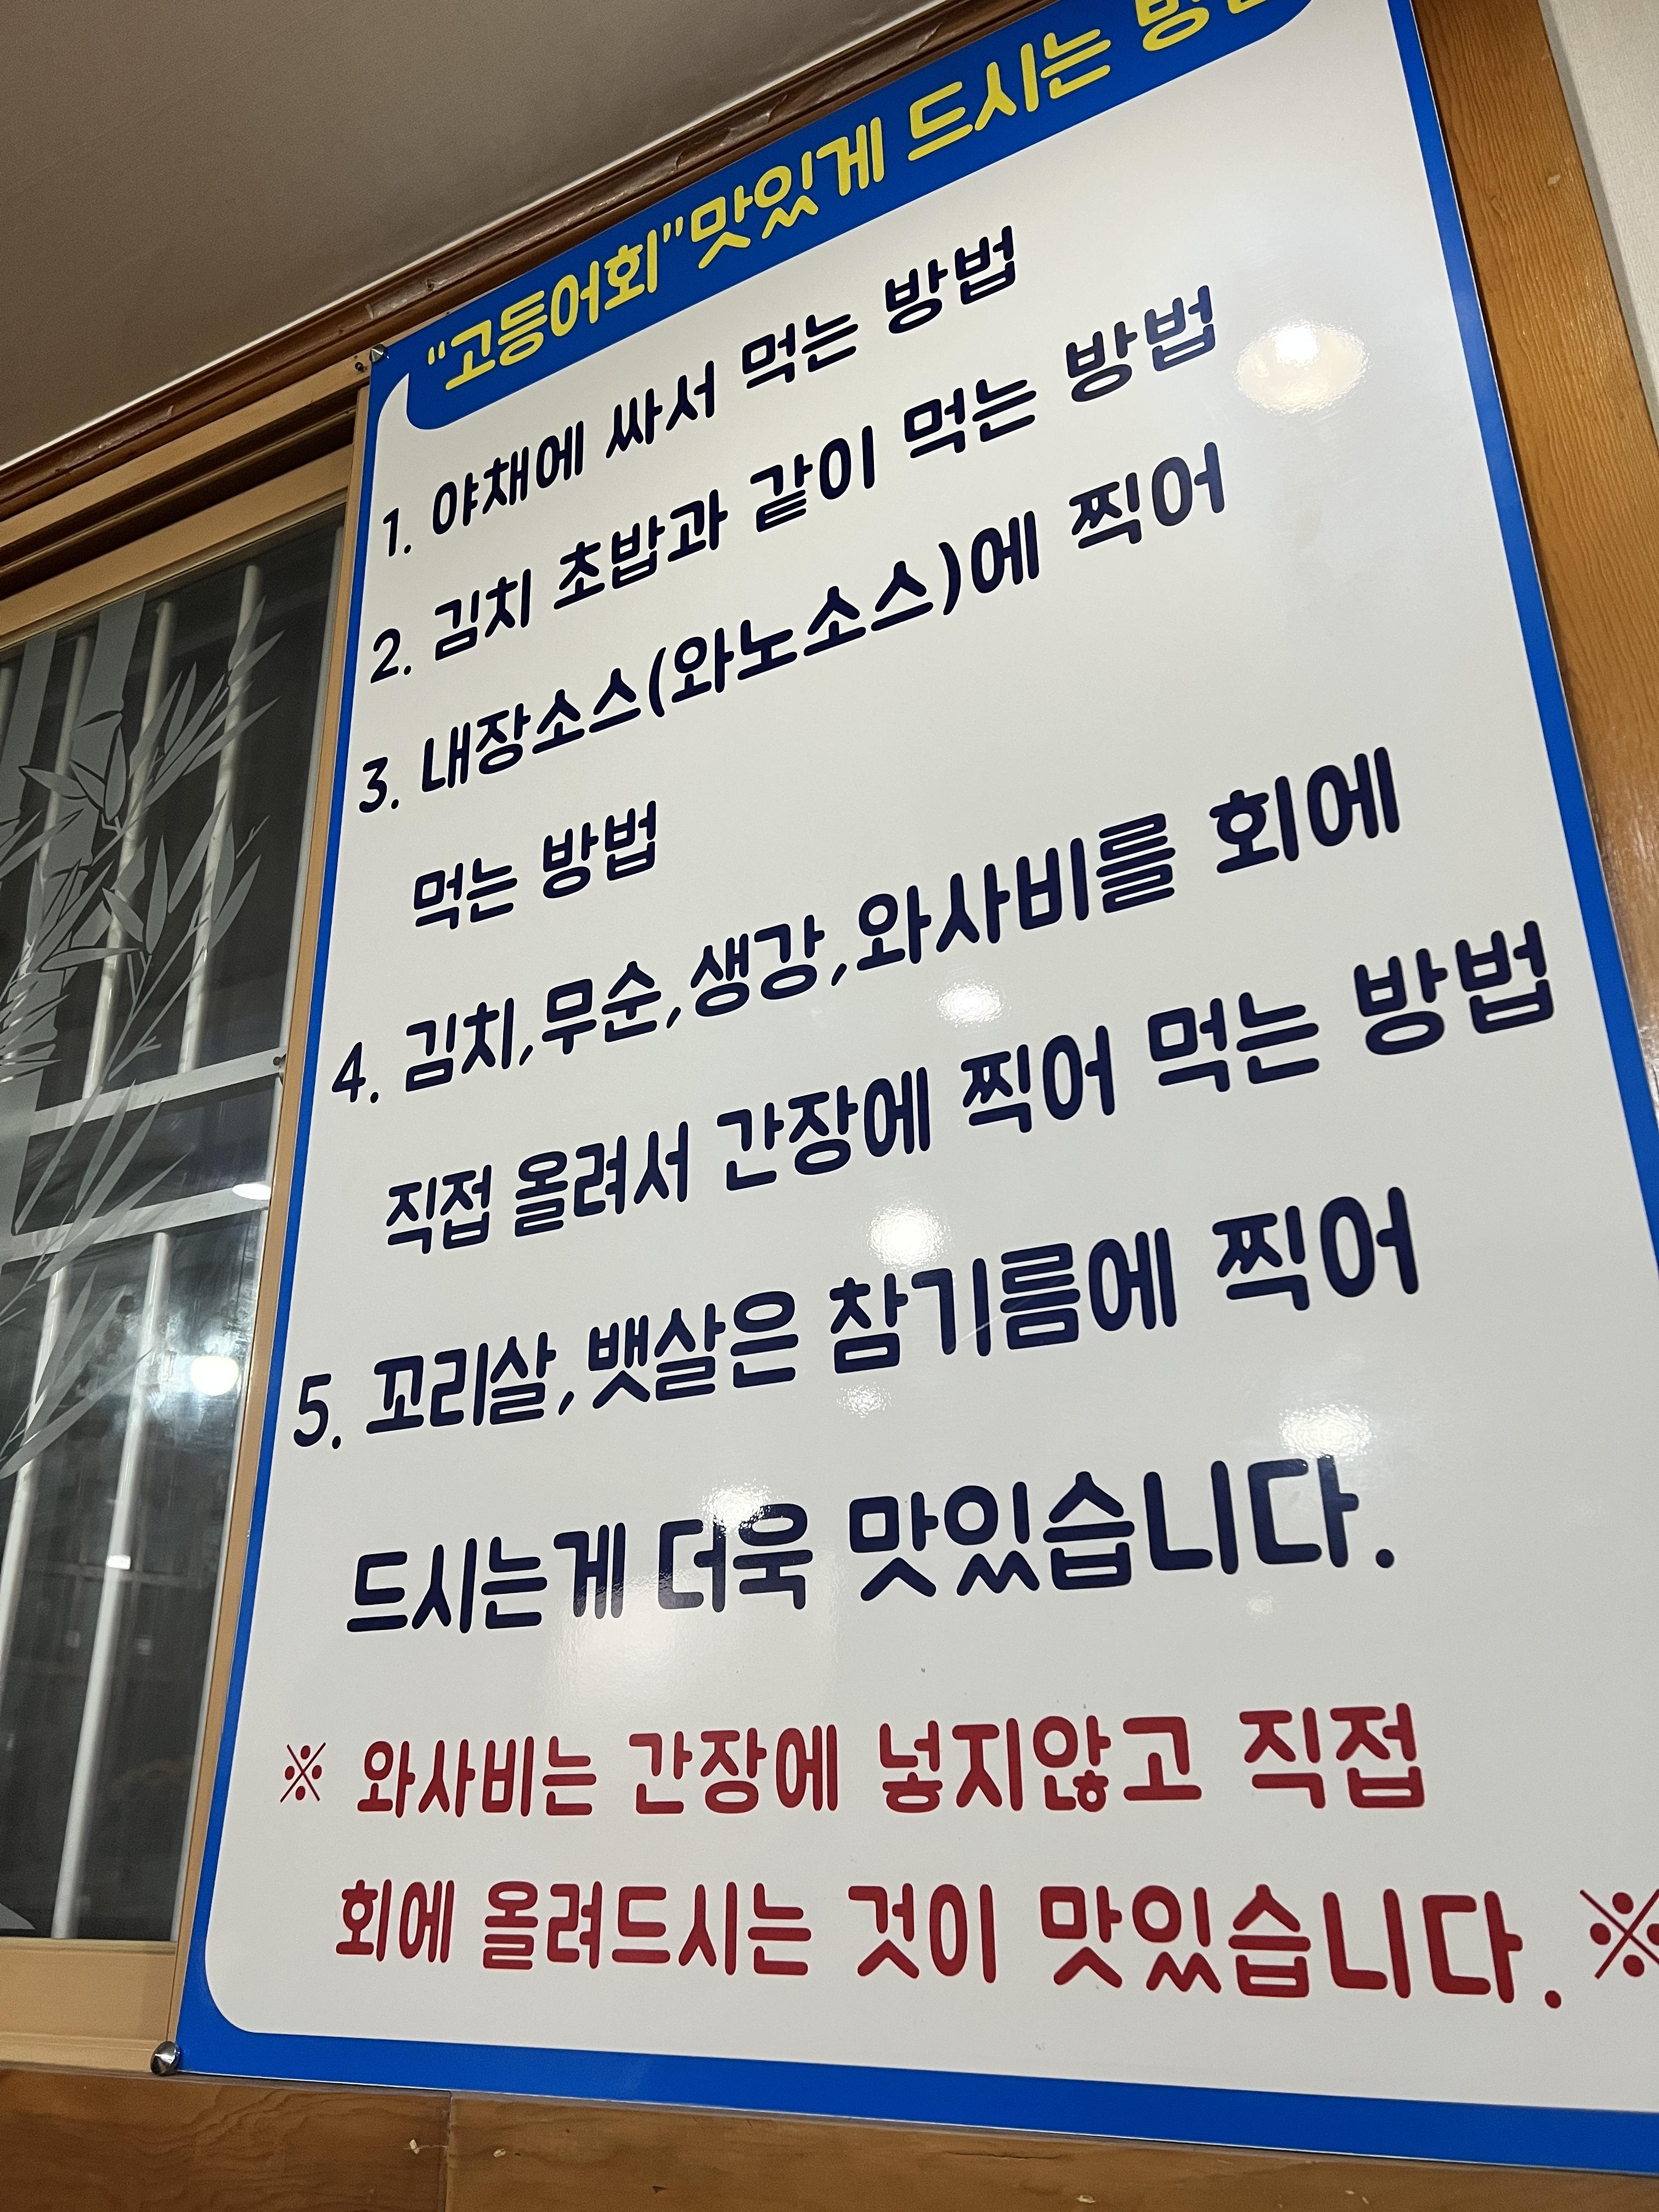 "고등어회"맛있게 드시는
1. 야채에 싸서 먹는 방법
2. 김치 초밥과 같이 먹는 방법
3. 내장소스(와노소스)에 찍어
먹는 방법
4. 김치,무순,생강,와사비를 회에
직접 올려서 간장에 찍어 먹는 방법
5. 꼬리살,뱃살은 참기름에 찍어
드시는게 더욱 맛있습니다.
※ 와사비는 간장에 넣지않고 직접
회에 올려드시는 것이 맛있습니다.※